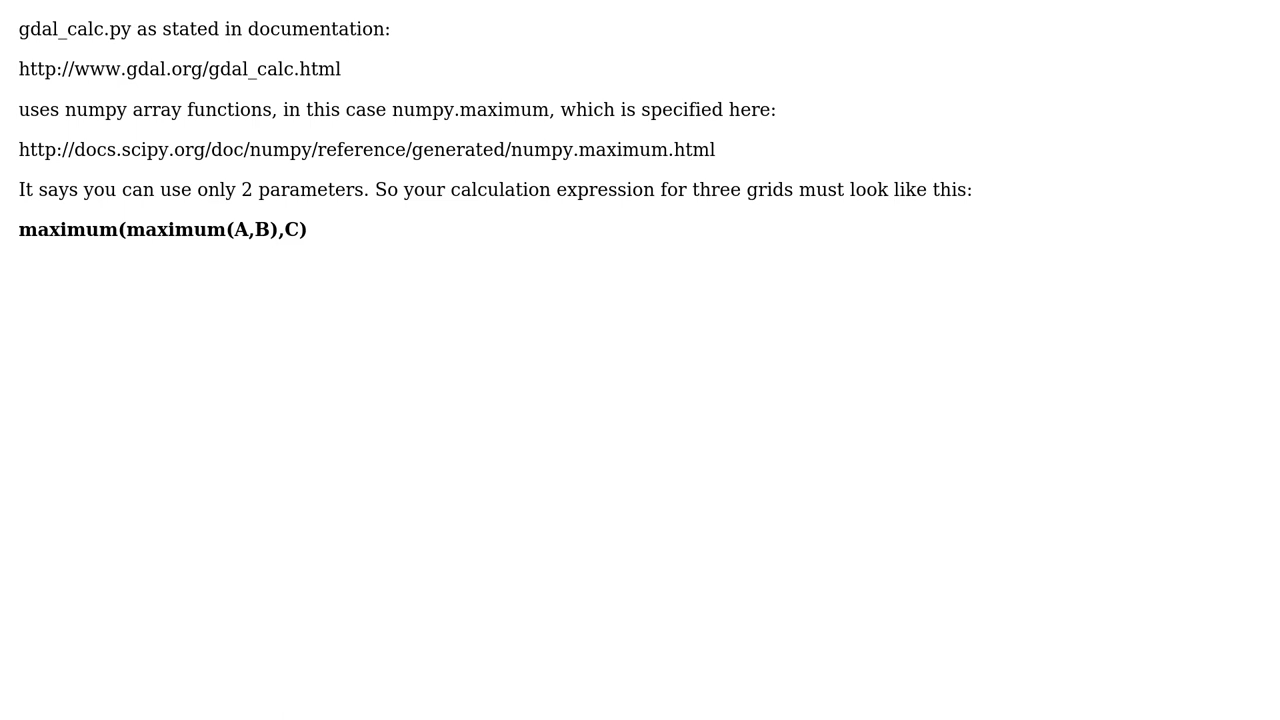 gdal_calc.py as stated in documentation:
http://www.gdal.org/gdal_calc.html
uses numpy array functions, in this case numpy.maximum, which is specified here:
http://docs.scipy.org/doc/numpy/reference/generated/numpy.maximum.html
It says you can use only 2 parameters. So your calculation expression for three grids must look like this:
maximum(maximum(A,B),C)